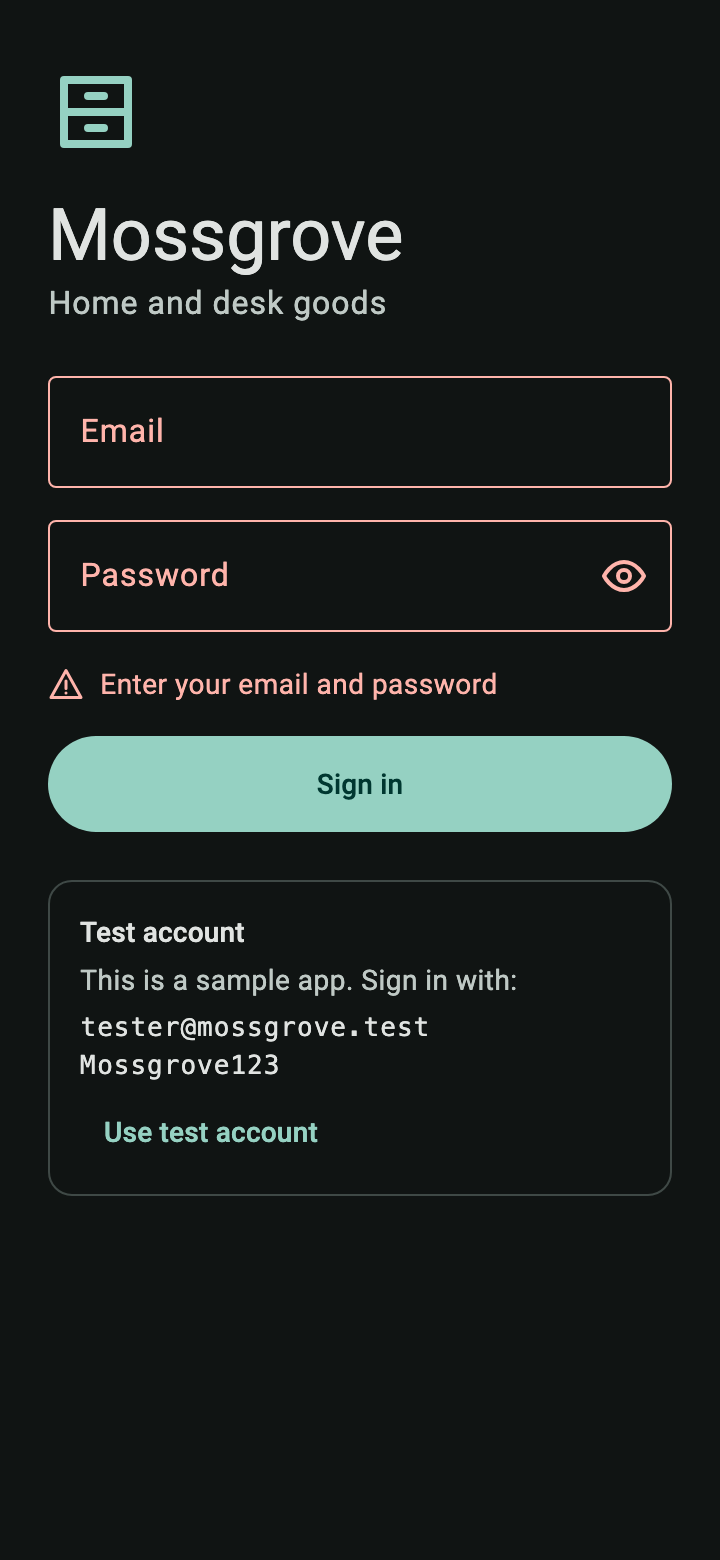 Mossgrove
Home and desk goods
Email
Password
Enter your email and password
Sign in
Test account
This is a sample app. Sign in with:
tester@mossgrove.test
Mossgrove123
Use test account